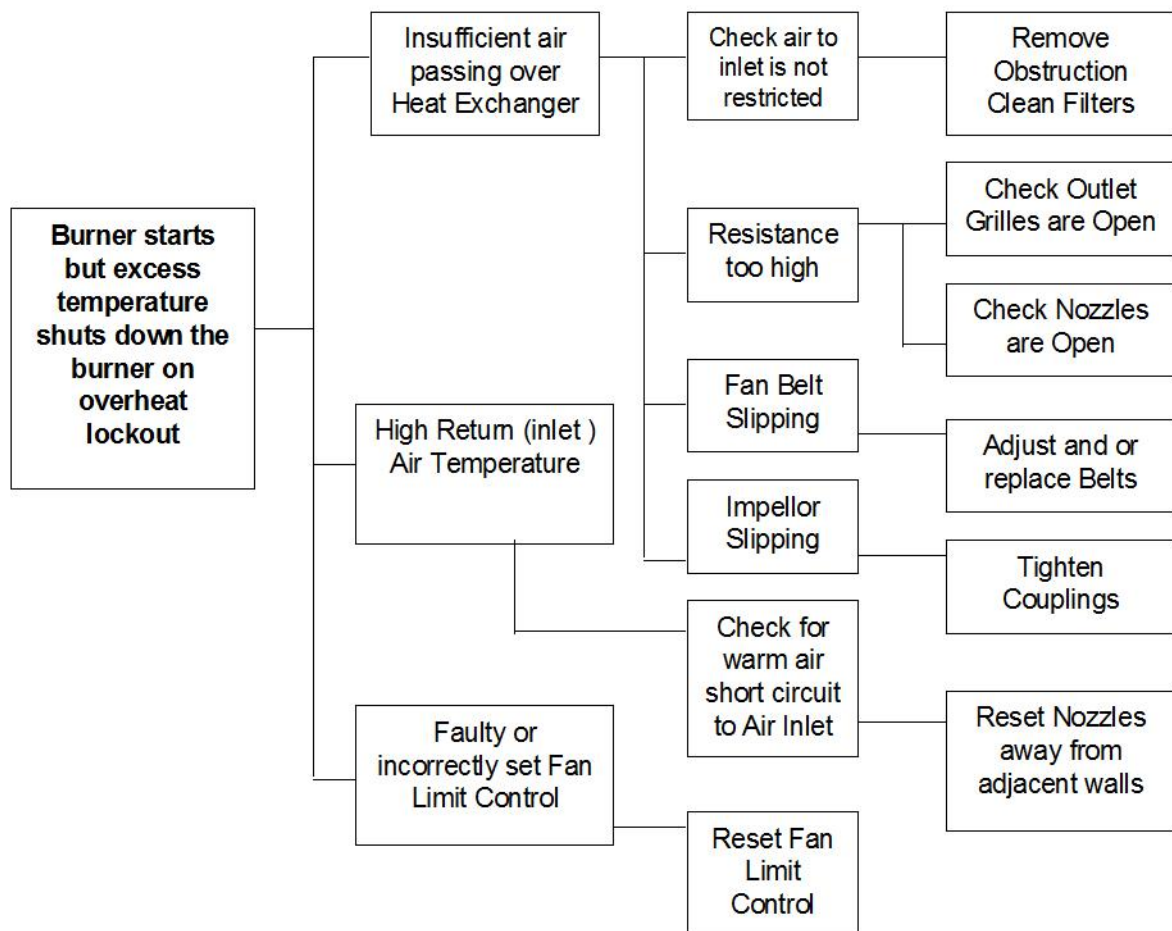 Burner starts
but excess
temperature
shuts down the
burner on
overheat
lockout
Insufficient air
passing over
Heat Exchanger
High Return (inlet )
Air Temperature
Faulty or
incorrectly set Fan
Limit Control
Check air to
inlet is not
restricted
Resistance
too high
Fan Belt
Slipping
Impellor
Slipping
Check for
warm air
short circuit
to Air Inlet
Reset Fan
Limit
Control
Remove
Obstruction
Clean Filters
Check Outlet
Grilles are Open
Check Nozzles
are Open
Adjust and or
replace Belts
Tighten
Couplings
Reset Nozzles
away from
adjacent walls